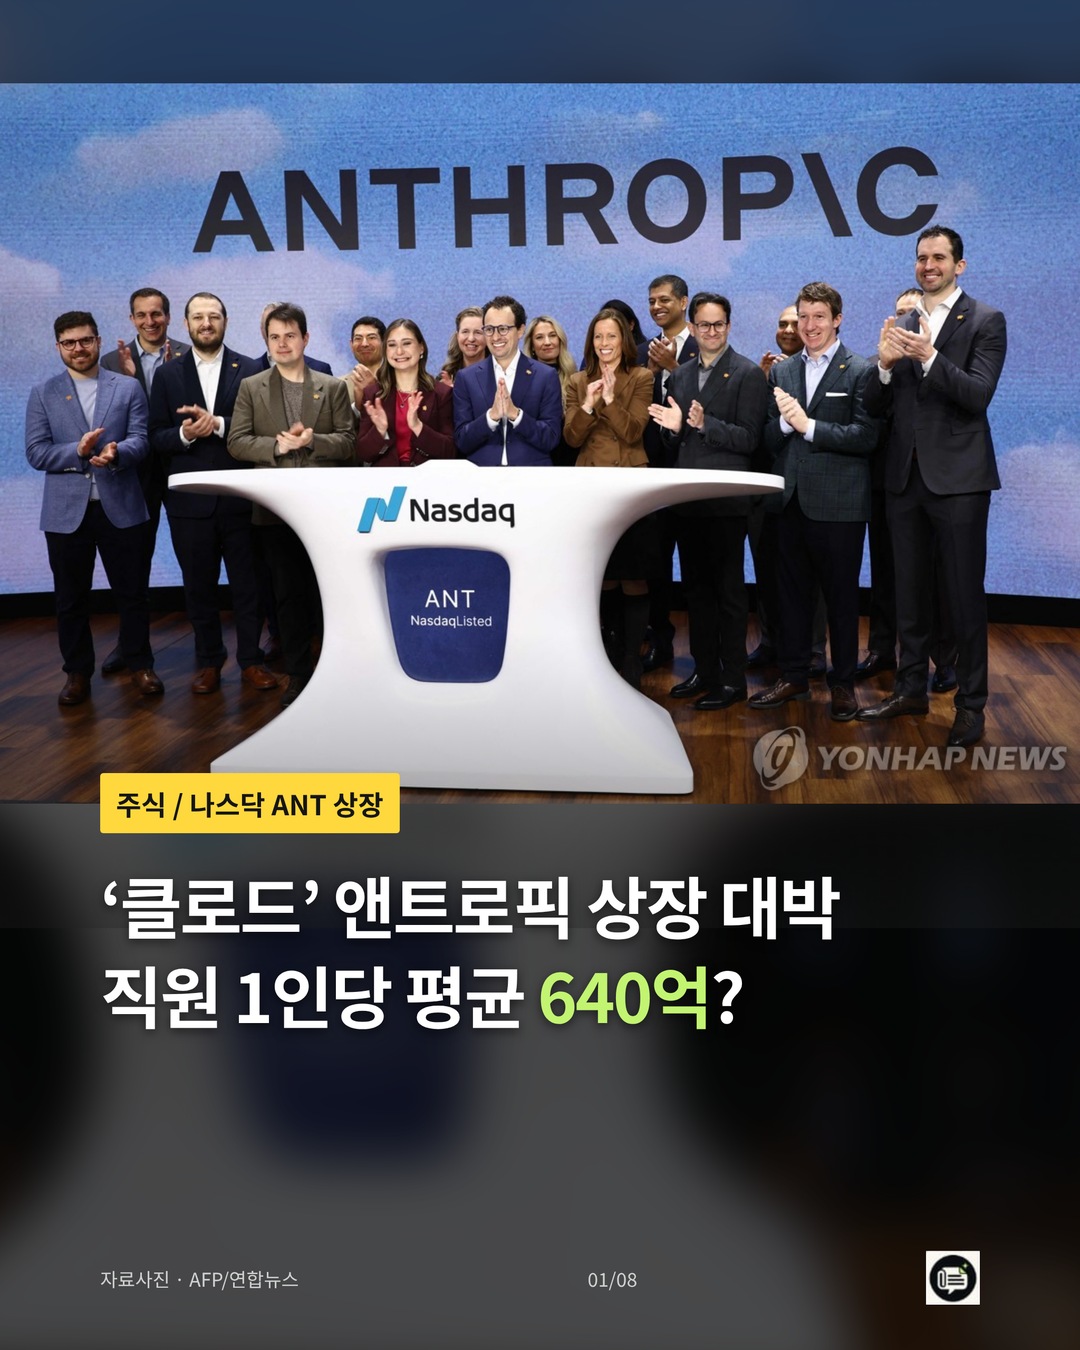 ANTHROP\C
Nasdaq
ANT
NasdaqListed
YONHAP NEWS
주식 / 나스닥 ANT 상장
‘클로드’ 앤트로픽 상장 대박
직원 1인당 평균 640억?
자료사진 · AFP/연합뉴스
01/08